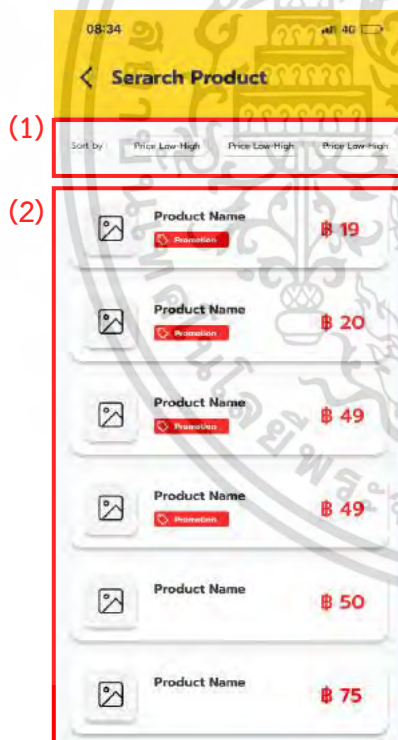 08:34 4G
Serarch Product
(1)
Sort by : Price Low-High Price Low-High Price Low-High
(2)
Product Name
Promotion
฿ 19
Product Name
Promotion
฿ 20
Product Name
Promotion
฿ 49
Product Name
Promotion
฿ 49
Product Name
฿ 50
Product Name
฿ 75